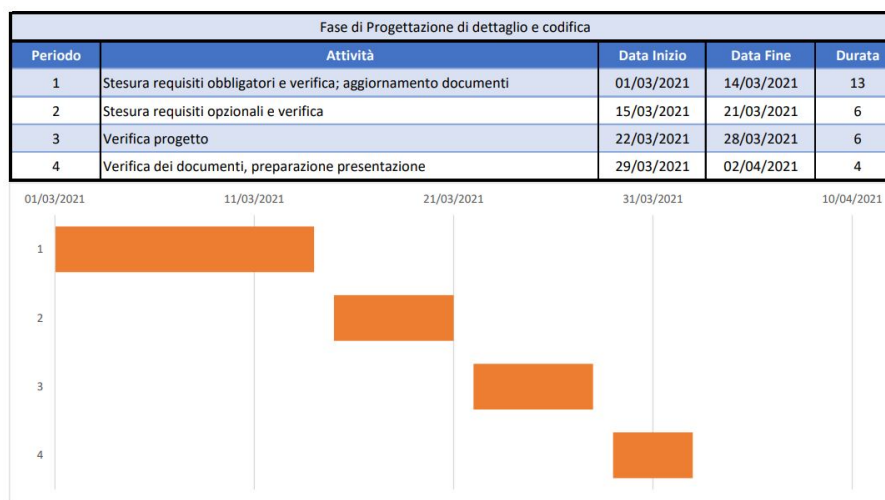 Fase di Progettazione di dettaglio e codifica
Periodo Attività Data Inizio Data Fine Durata
1 Stesura requisiti obbligatori e verifica; aggiornamento documenti 01/03/2021 14/03/2021 13
2 Stesura requisiti opzionali e verifica 15/03/2021 21/03/2021 6
3 Verifica progetto 22/03/2021 28/03/2021 6
4 Verifica dei documenti, preparazione presentazione 29/03/2021 02/04/2021 4
01/03/2021 11/03/2021 21/03/2021 31/03/2021 10/04/2021
1
2
3
4